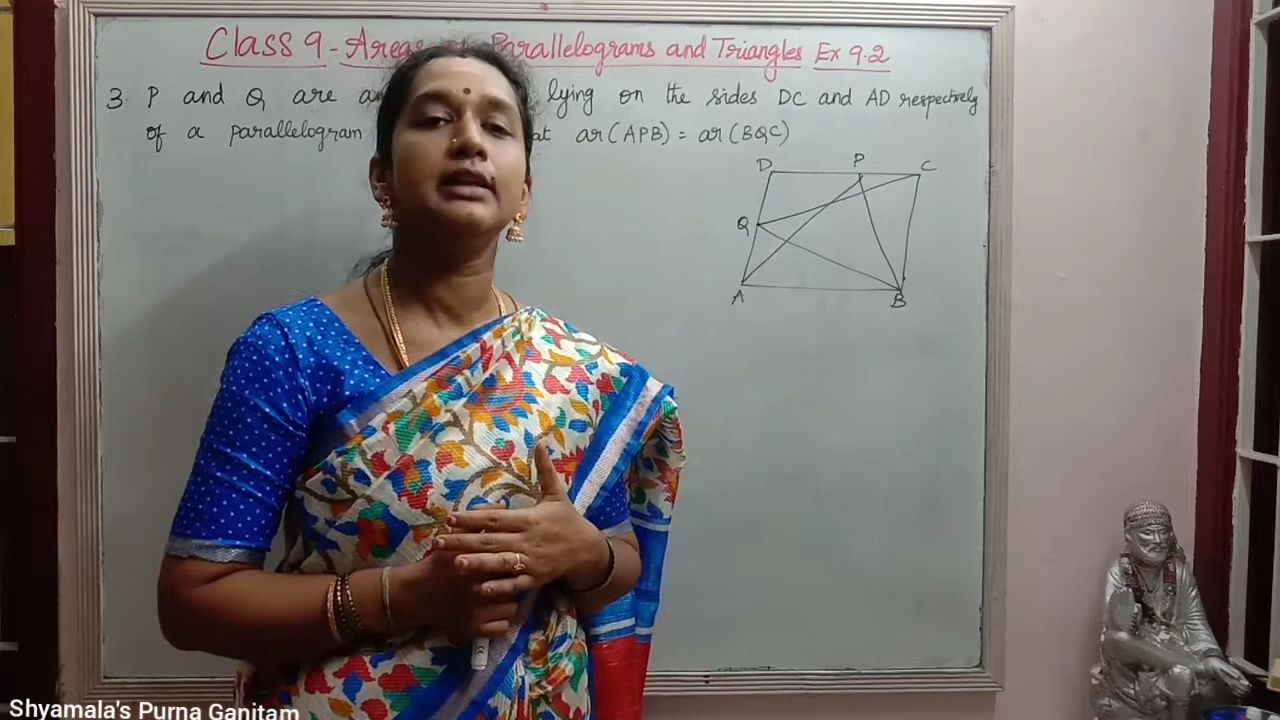 Class 9 - Areas Parallelograms and Triangles Ex 9.2
3. P and Q are lying on the sides DC and AD respectively
of a parallelogram at ar(APB) = ar(BQC)
D P C
Q
A B
Shyamala's Purna Ganitam